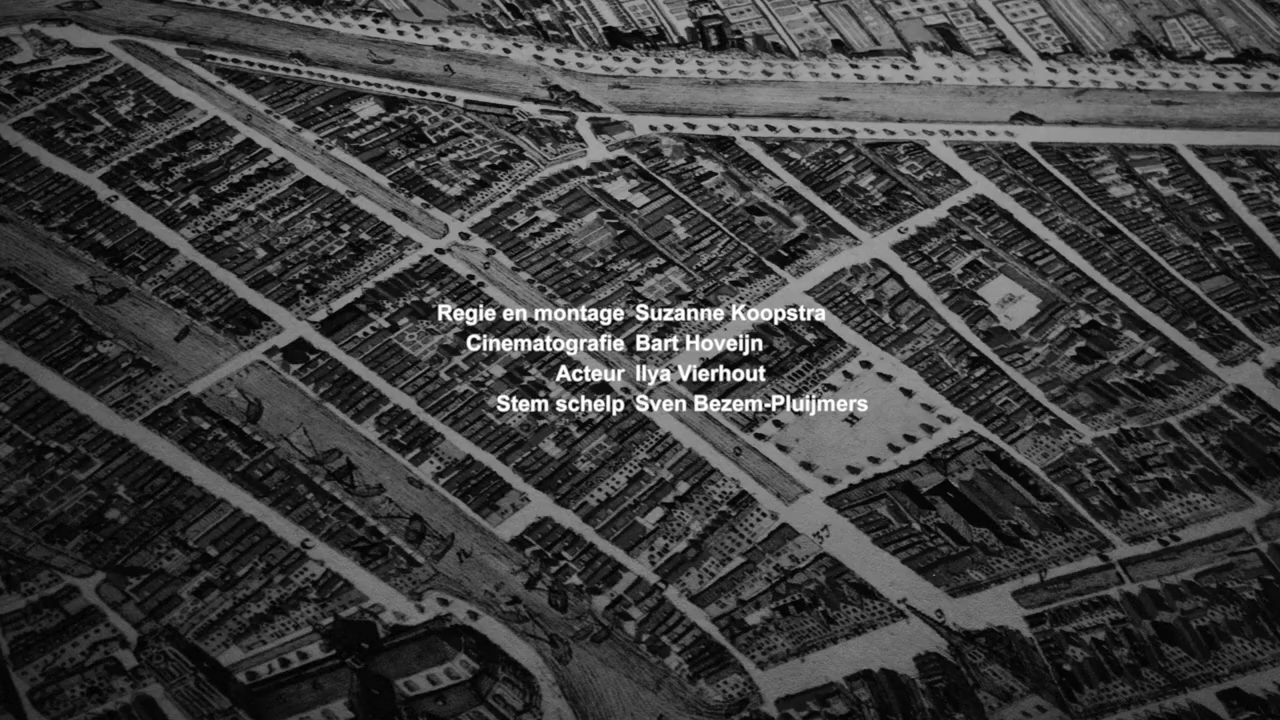 Regie en montage Suzanne Koopstra
Cinematografie Bart Hoveijn
Acteur Ilya Vierhout
Stem schelp Sven Bezem-Pluijmers